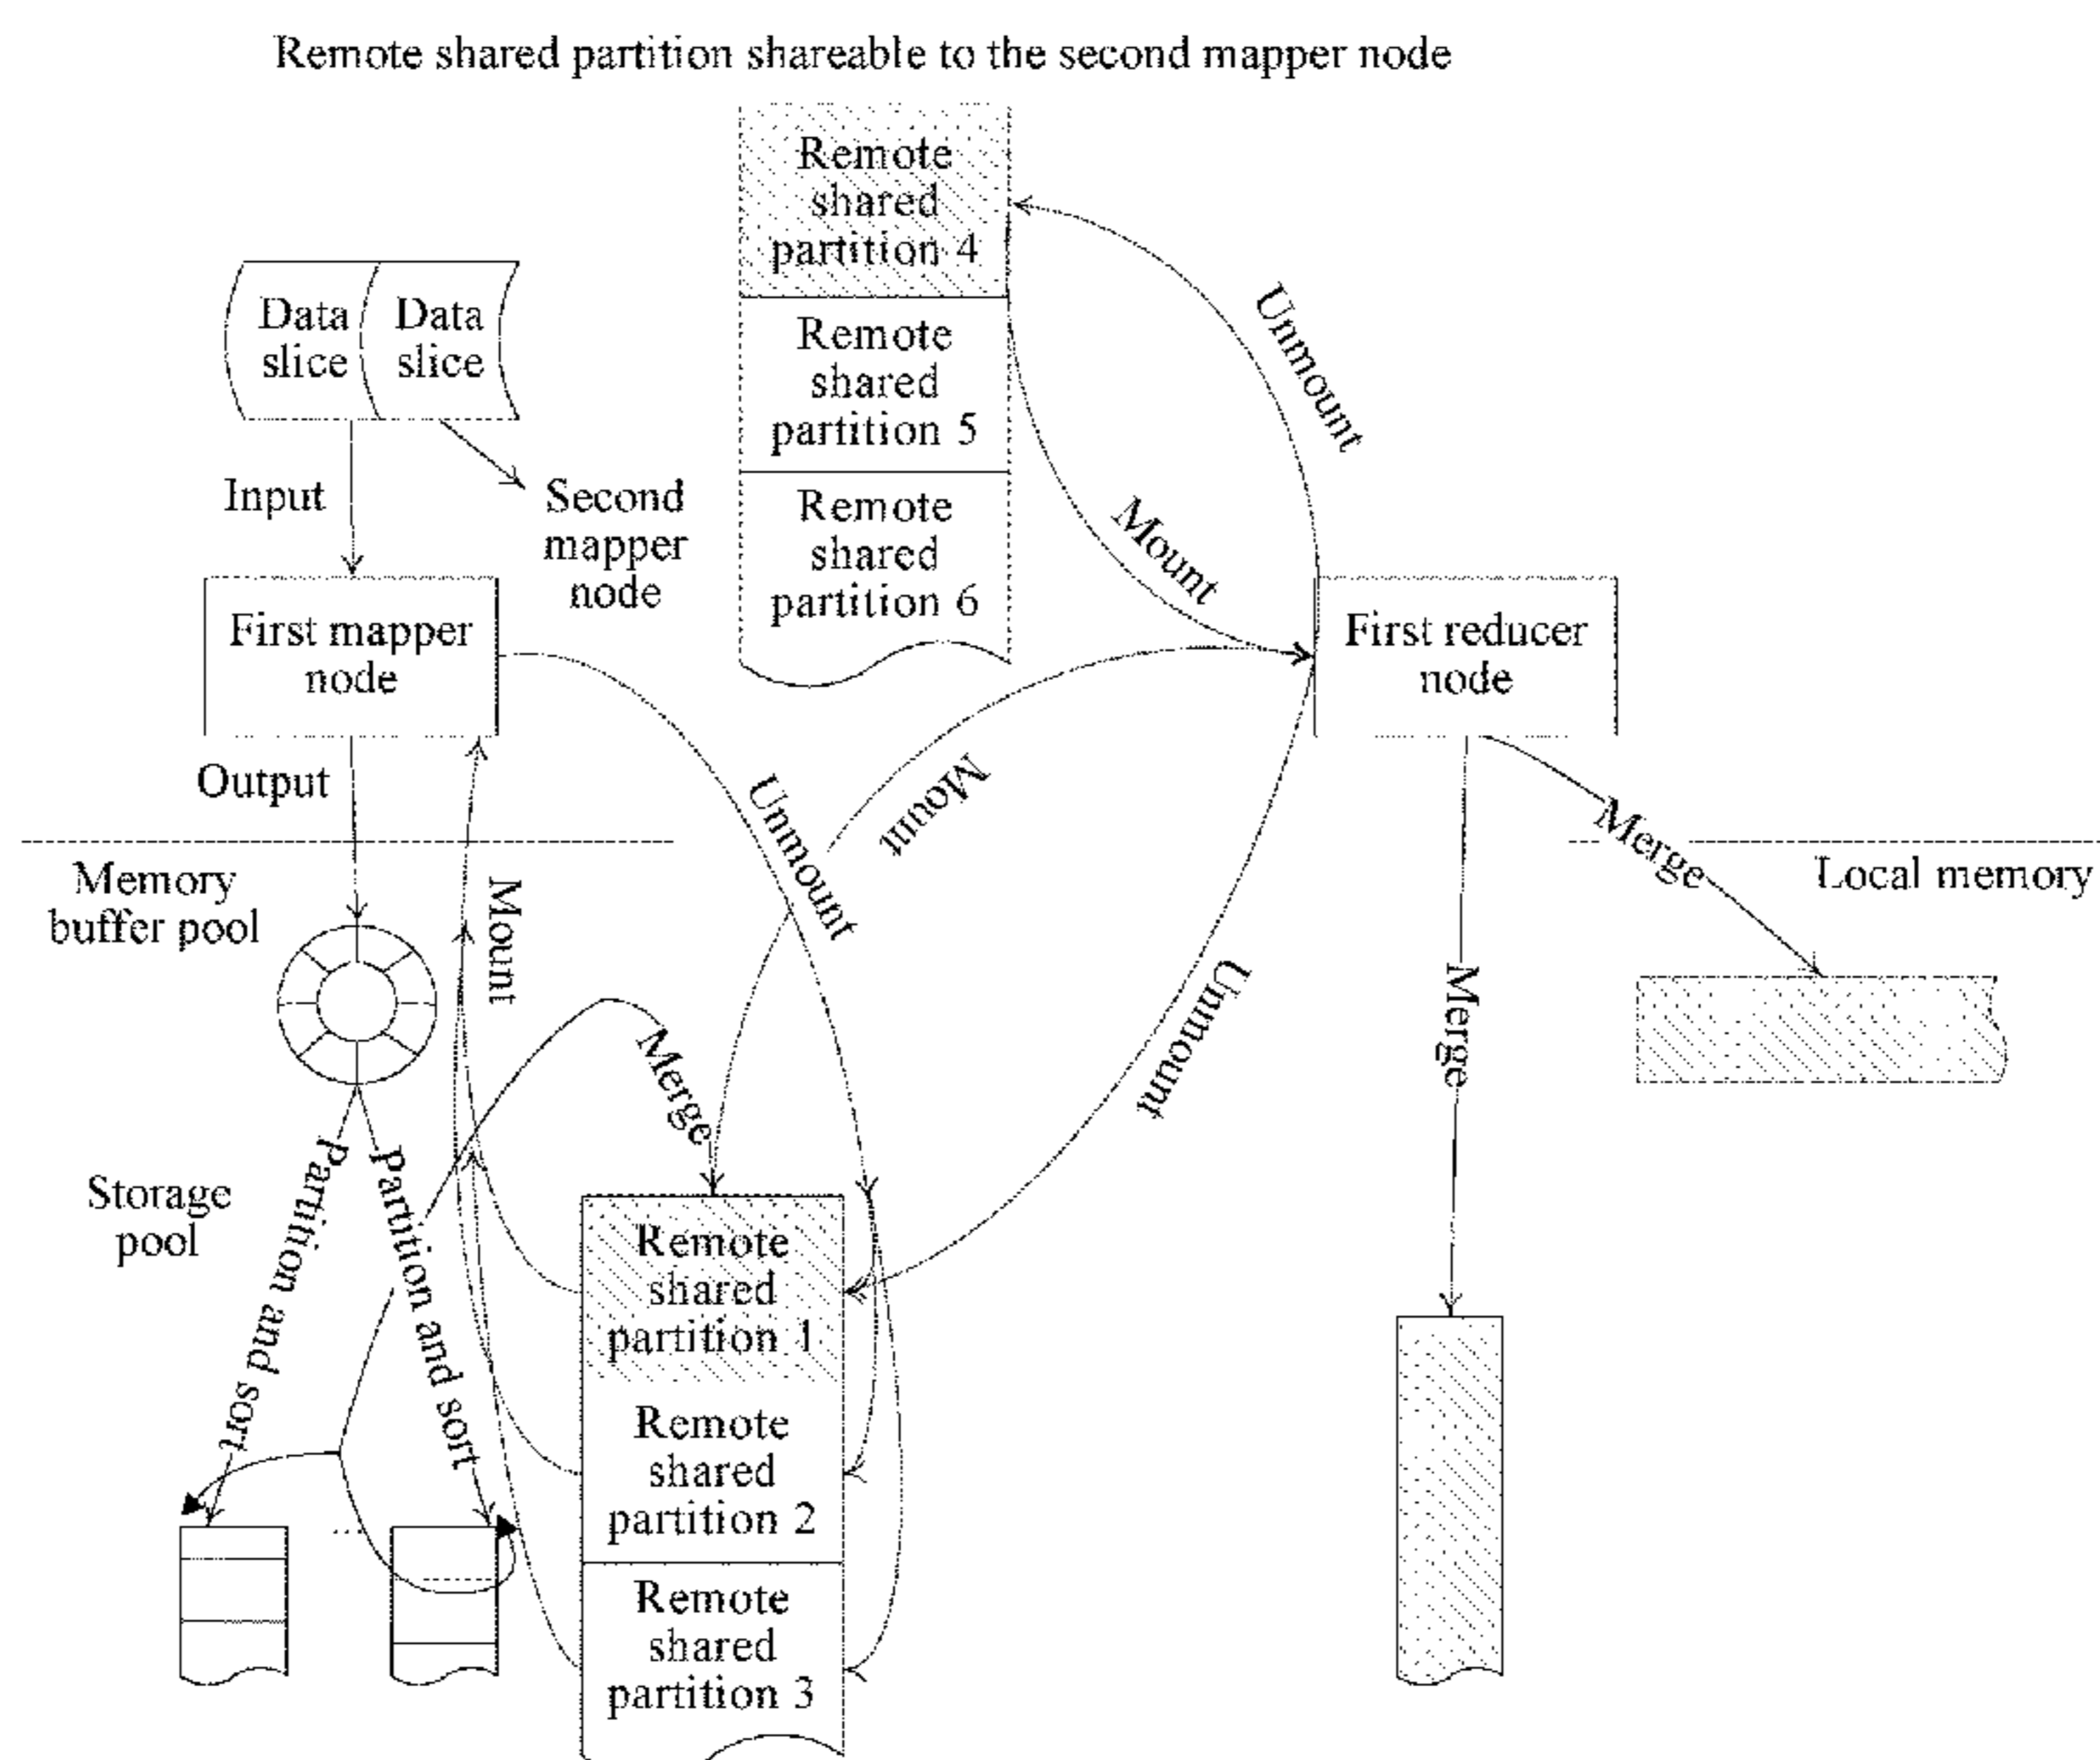 Remote shared partition shareable to the second mapper node
Remote
shared
partition 4
Data
slice
Data
slice
Remote
shared
partition 5
Unmount
Input
Second
mapper
node
Remote
shared
partition 6
Mount
First mapper
node
First reducer
node
Output
Unmount
Mount
Merge
Memory
buffer pool
Mount
Local memory
Merge
Unmount
Merge
Storage
pool
Partition and sort
Partition and sort
Remote
shared
partition 1
Remote
shared
partition 2
...
Remote
shared
partition 3